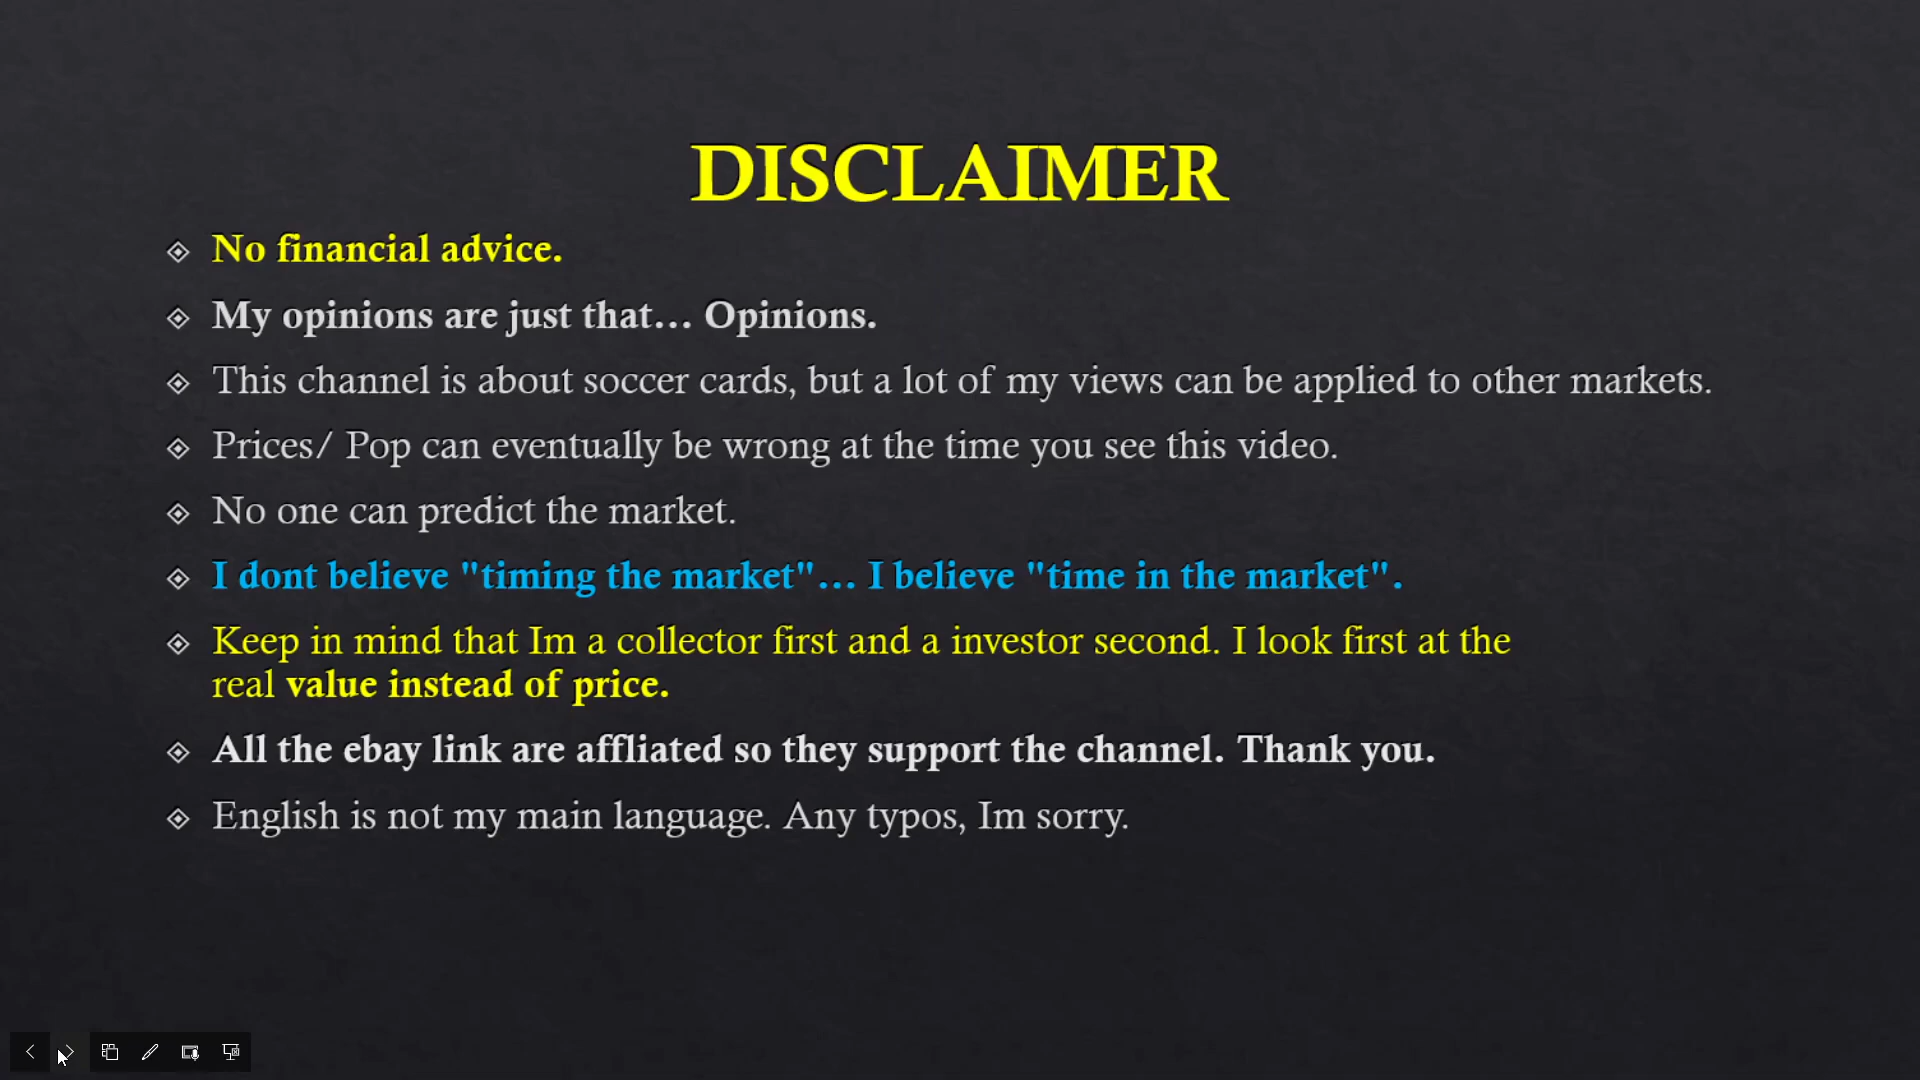 DISCLAIMER
No financial advice.
My opinions are just that... Opinions.
This channel is about soccer cards, but a lot of my views can be applied to other markets.
Prices/ Pop can eventually be wrong at the time you see this video.
No one can predict the market.
I dont believe "timing the market"... I believe "time in the market".
Keep in mind that Im a collector first and a investor second. I look first at the
real value instead of price.
All the ebay link are affliated so they support the channel. Thank you.
English is not my main language. Any typos, Im sorry.